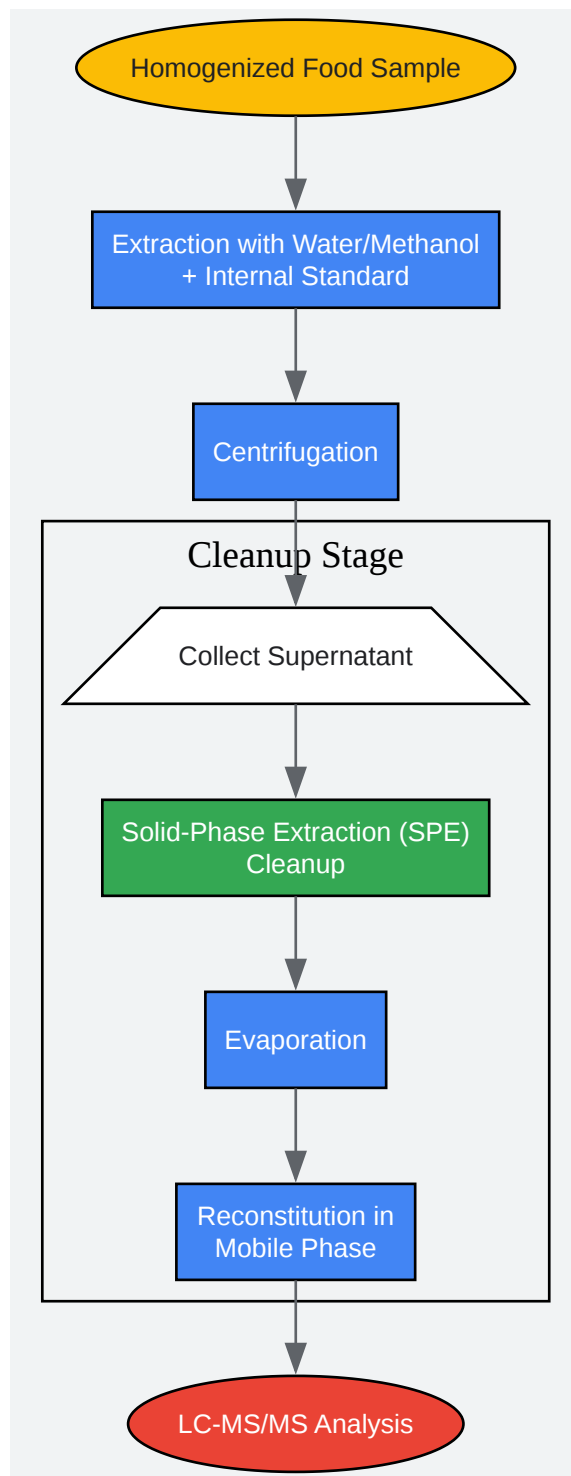 Homogenized Food Sample
Extraction with Water/Methanol
+ Internal Standard
Centrifugation
Cleanup Stage
Collect Supernatant
Solid-Phase Extraction (SPE)
Cleanup
Evaporation
Reconstitution in
Mobile Phase
LC-MS/MS Analysis